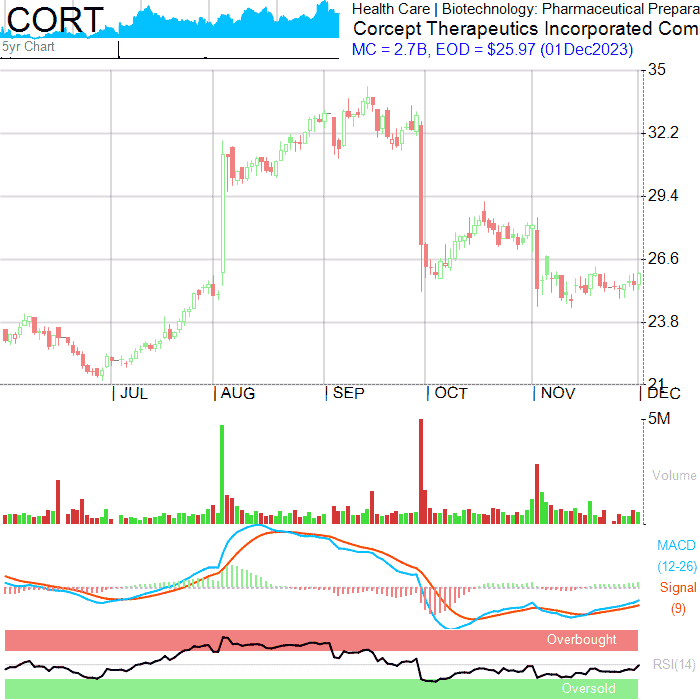 CORT
5yr Chart
Health Care | Biotechnology: Pharmaceutical Prepara
Corcept Therapeutics Incorporated Com
MC = 2.7B, EOD = $25.97 (01Dec2023)
35
32.2
29.4
26.6
23.8
21
JUL
AUG
SEP
OCT
NOV
DEC
5M
Volume
MACD
(12-26)
Signal
(9)
Overbought
RSI(14)
Oversold